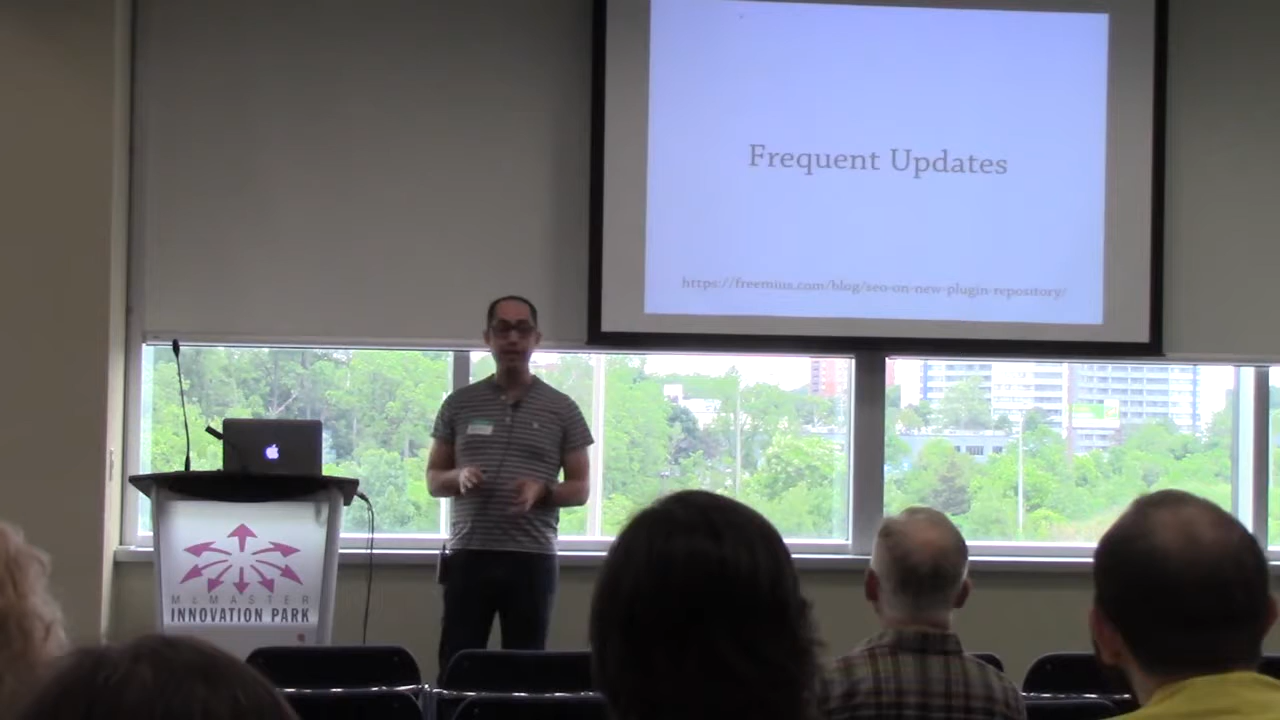 Frequent Updates
https://freemius.com/blog/seo-on-new-plugin-repository/
McMASTER
INNOVATION PARK